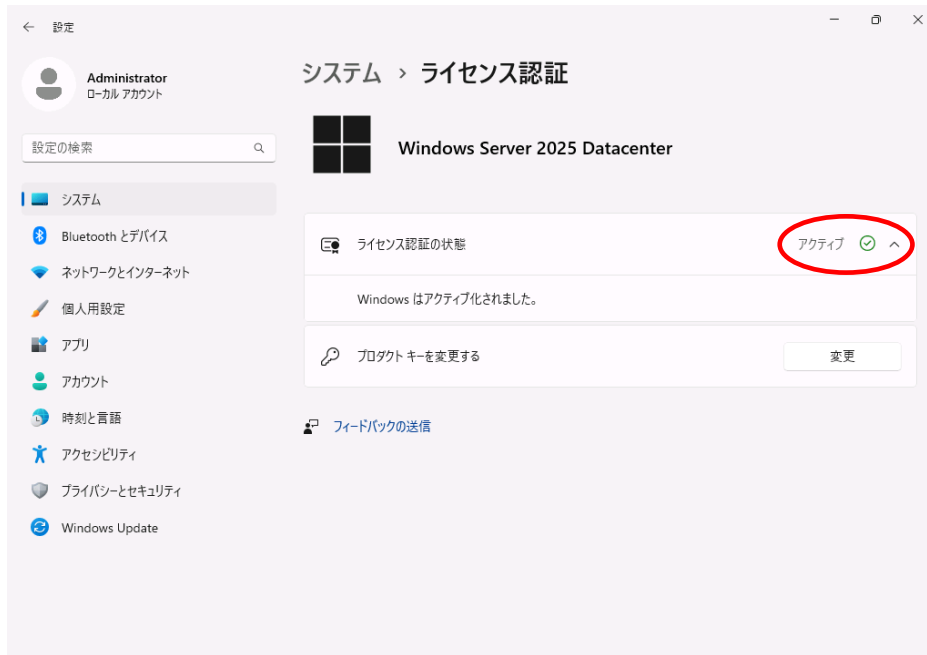 設定
Administrator
ローカル アカウント
設定の検索
システム
Bluetooth とデバイス
ネットワークとインターネット
個人用設定
アプリ
アカウント
時刻と言語
アクセシビリティ
プライバシーとセキュリティ
Windows Update
システム › ライセンス認証
Windows Server 2025 Datacenter
ライセンス認証の状態 アクティブ
Windows はアクティブ化されました。
プロダクト キーを変更する 変更
フィードバックの送信